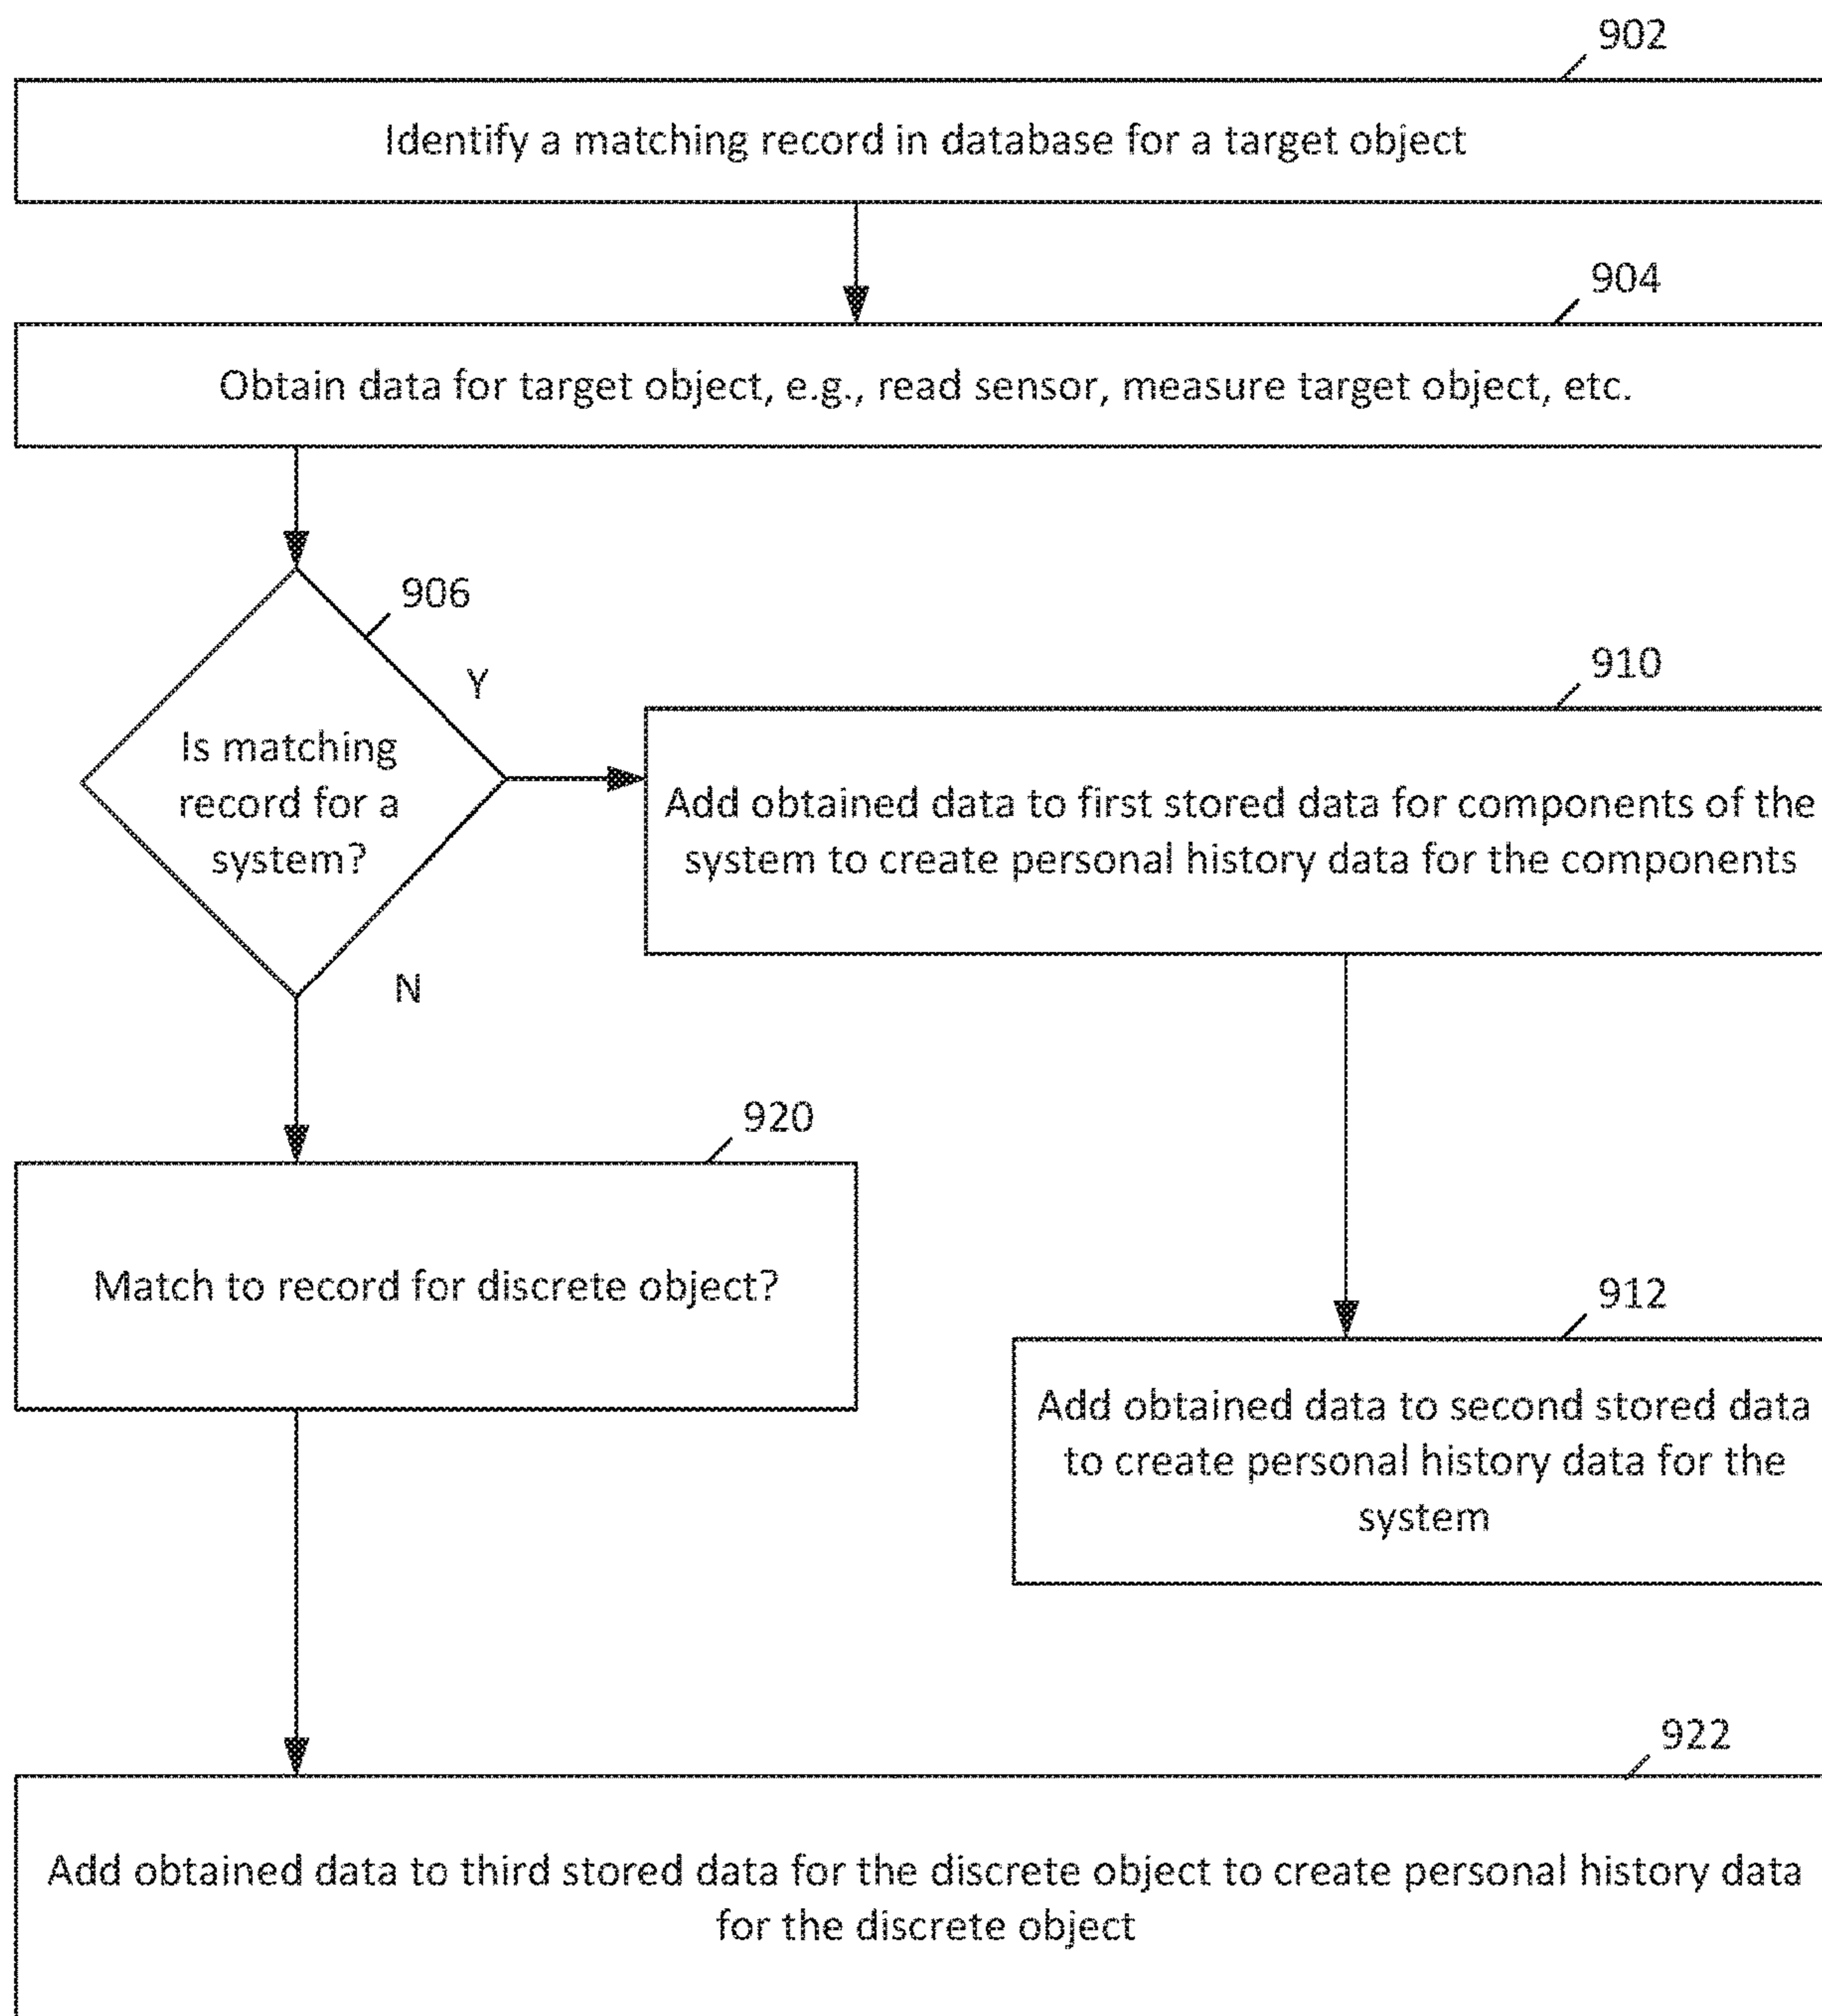 902
Identify a matching record in database for a target object
904
Obtain data for target object, e.g., read sensor, measure target object, etc.
906
Y
Is matching
record for a
system?
910
Add obtained data to first stored data for components of the
system to create personal history data for the components
N
920
Match to record for discrete object?
912
Add obtained data to second stored data
to create personal history data for the
system
922
Add obtained data to third stored data for the discrete object to create personal history data
for the discrete object